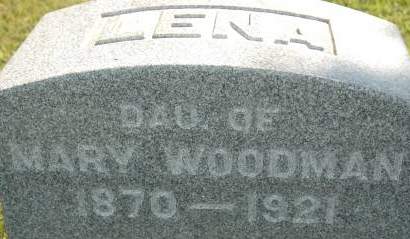 LENA
DAU. OF
MARY WOODMAN
1870 — 1921